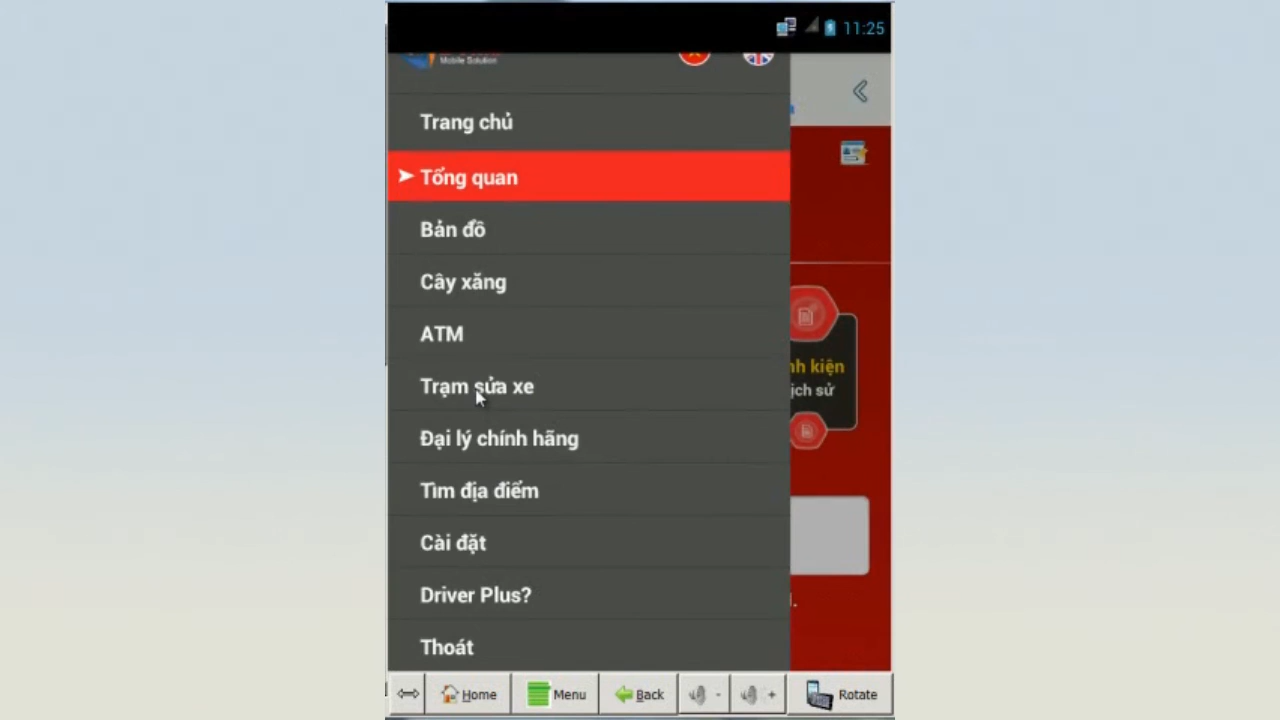 11:25
Mobile Solution
Trang chủ
Tổng quan
Bản đồ
Cây xăng
ATM
Trạm sửa xe
nh kiện
ịch sử
Đại lý chính hãng
Tìm địa điểm
Cài đặt
Driver Plus?
Thoát
Home
Menu
Back
-
+
Rotate